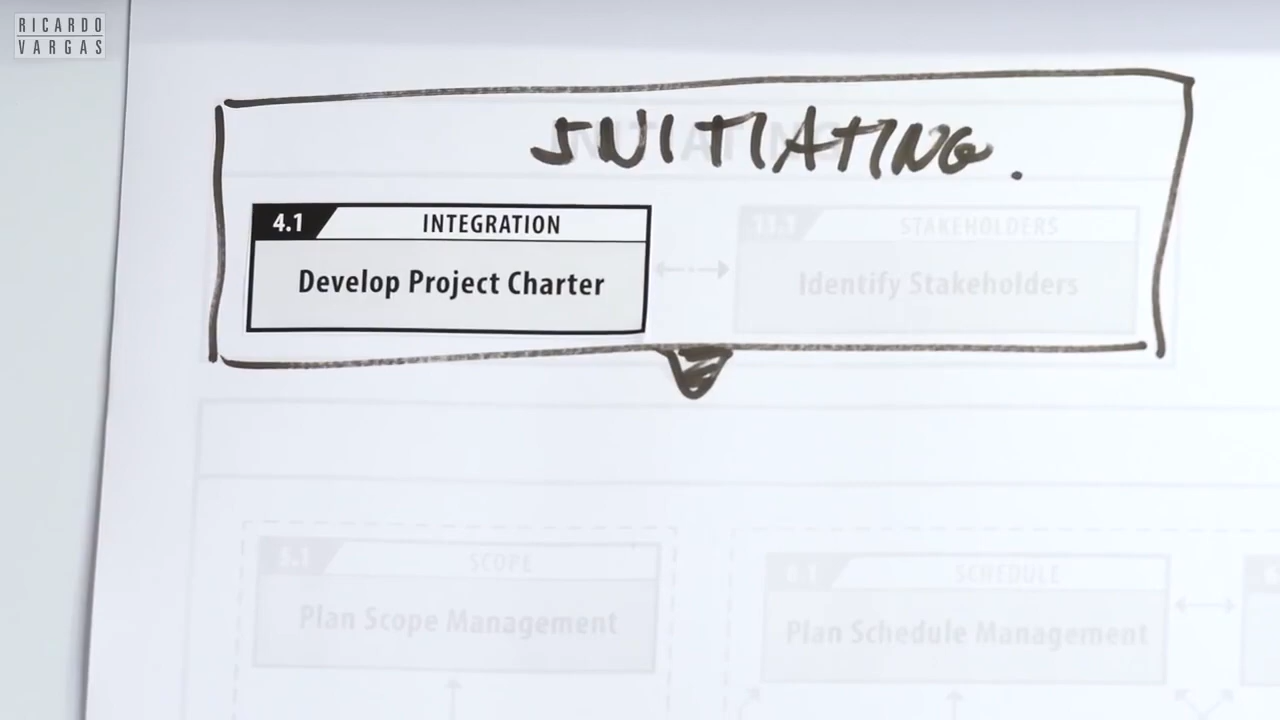 RICARDO
VARGAS
INITIATING
INITIATING.
4.1 INTEGRATION
Develop Project Charter
13.1 STAKEHOLDERS
Identify Stakeholders
5.1 SCOPE
Plan Scope Management
6.1 SCHEDULE
Plan Schedule Management